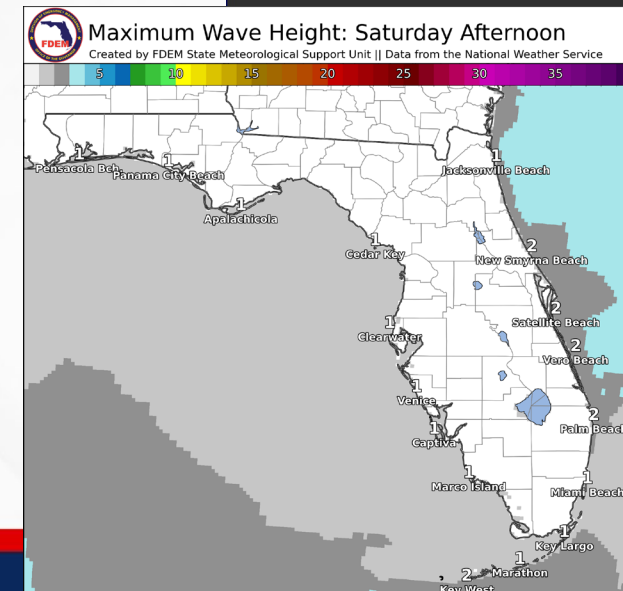 Maximum Wave Height: Saturday Afternoon
FDEM
Created by FDEM State Meteorological Support Unit || Data from the National Weather Service
5 10 15 20 25 30 35
1
Pensacola Bch.
1
Panama City Beach
1
Apalachicola
1
Jacksonville Beach
1
Cedar Key
2
New Smyrna Beach
2
Satellite Beach
1
Clearwater
2
Vero Beach
1
Venice
2
Palm Beac
1
Captiva
1
Marco Island
1
Miami Beach
1
Key Largo
1
Marathon
2
Key West